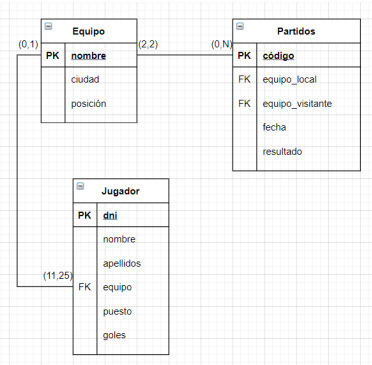 Equipo
PK nombre
ciudad
posición
(0,1)
(2,2)
(0,N)
Partidos
PK código
FK equipo_local
FK equipo_visitante
fecha
resultado
Jugador
PK dni
nombre
apellidos
(11,25)
FK equipo
puesto
goles